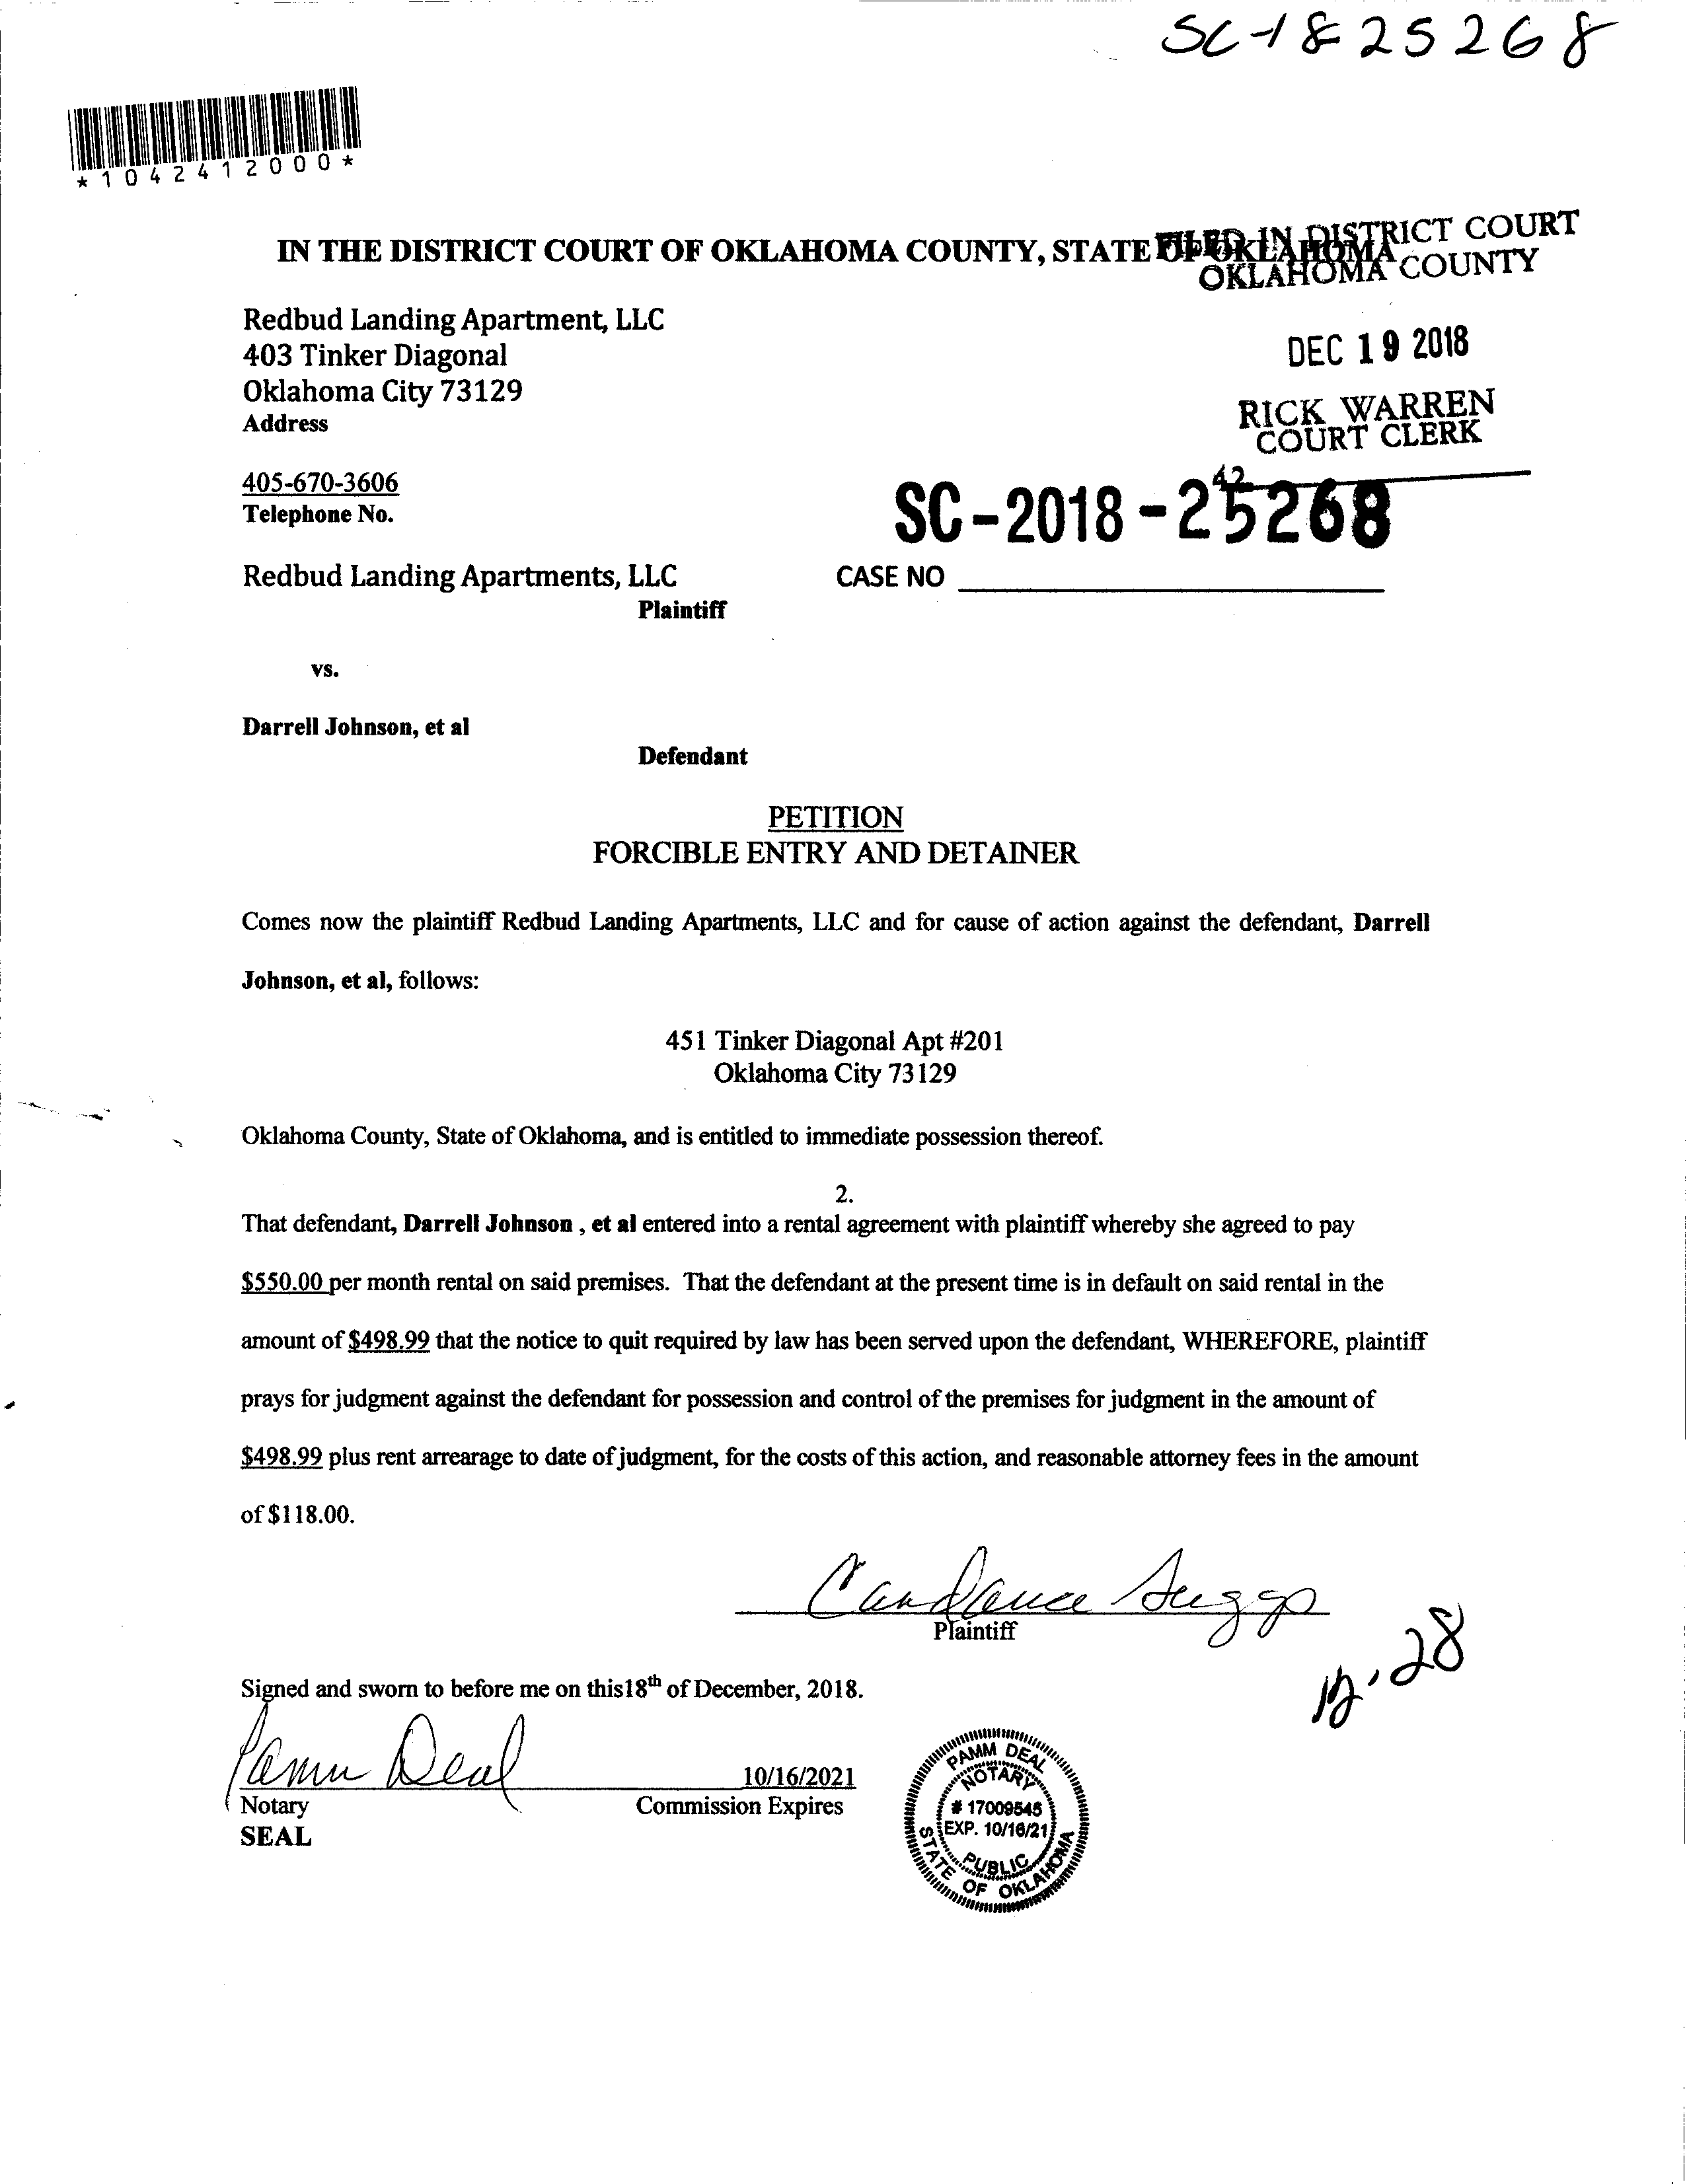 SC-1825268
*1042412000*
IN THE DISTRICT COURT OF OKLAHOMA COUNTY, STATE OF OKLAHOMA
FILED IN DISTRICT COURT
OKLAHOMA COUNTY
Redbud Landing Apartment, LLC
403 Tinker Diagonal
Oklahoma City 73129
Address
DEC 19 2018
RICK WARREN
COURT CLERK
42
405-670-3606
Telephone No.
SC-2018-25268
Redbud Landing Apartments, LLC
CASE NO
Plaintiff
vs.
Darrell Johnson, et al
Defendant
PETITION
FORCIBLE ENTRY AND DETAINER
Comes now the plaintiff Redbud Landing Apartments, LLC and for cause of action against the defendant, Darrell
Johnson, et al, follows:
451 Tinker Diagonal Apt #201
Oklahoma City 73129
Oklahoma County, State of Oklahoma, and is entitled to immediate possession thereof.
2.
That defendant, Darrell Johnson , et al entered into a rental agreement with plaintiff whereby she agreed to pay
$550.00 per month rental on said premises. That the defendant at the present time is in default on said rental in the
amount of $498.99 that the notice to quit required by law has been served upon the defendant, WHEREFORE, plaintiff
prays for judgment against the defendant for possession and control of the premises for judgment in the amount of
$498.99 plus rent arrearage to date of judgment, for the costs of this action, and reasonable attorney fees in the amount
of $118.00.
Candance Suggs
Plaintiff
12.28
Signed and sworn to before me on this18th of December, 2018.
Pamm Deal
10/16/2021
Notary
Commission Expires
SEAL
PAMM DEAL
NOTARY
# 17009545
EXP. 10/16/21
PUBLIC
STATE OF OKLAHOMA